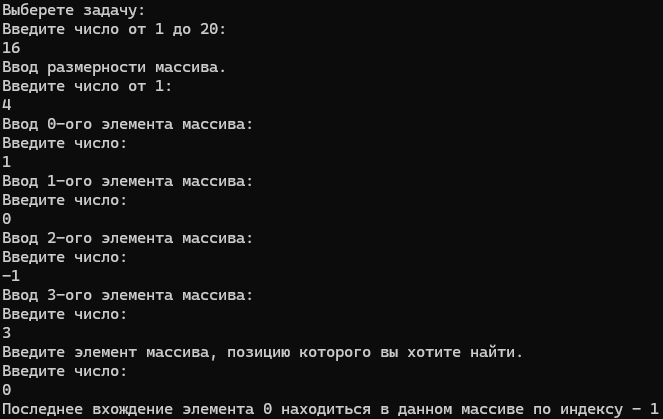 Выберете задачу:
Введите число от 1 до 20:
16
Ввод размерности массива.
Введите число от 1:
4
Ввод 0-ого элемента массива:
Введите число:
1
Ввод 1-ого элемента массива:
Введите число:
0
Ввод 2-ого элемента массива:
Введите число:
-1
Ввод 3-ого элемента массива:
Введите число:
3
Введите элемент массива, позицию которого вы хотите найти.
Введите число:
0
Последнее вхождение элемента 0 находиться в данном массиве по индексу - 1